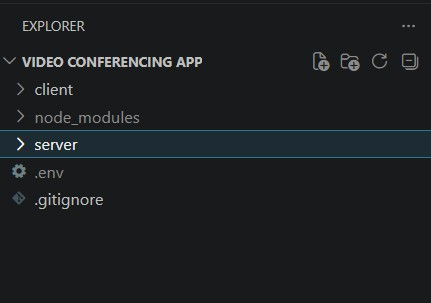 EXPLORER
VIDEO CONFERENCING APP
client
node_modules
server
.env
.gitignore